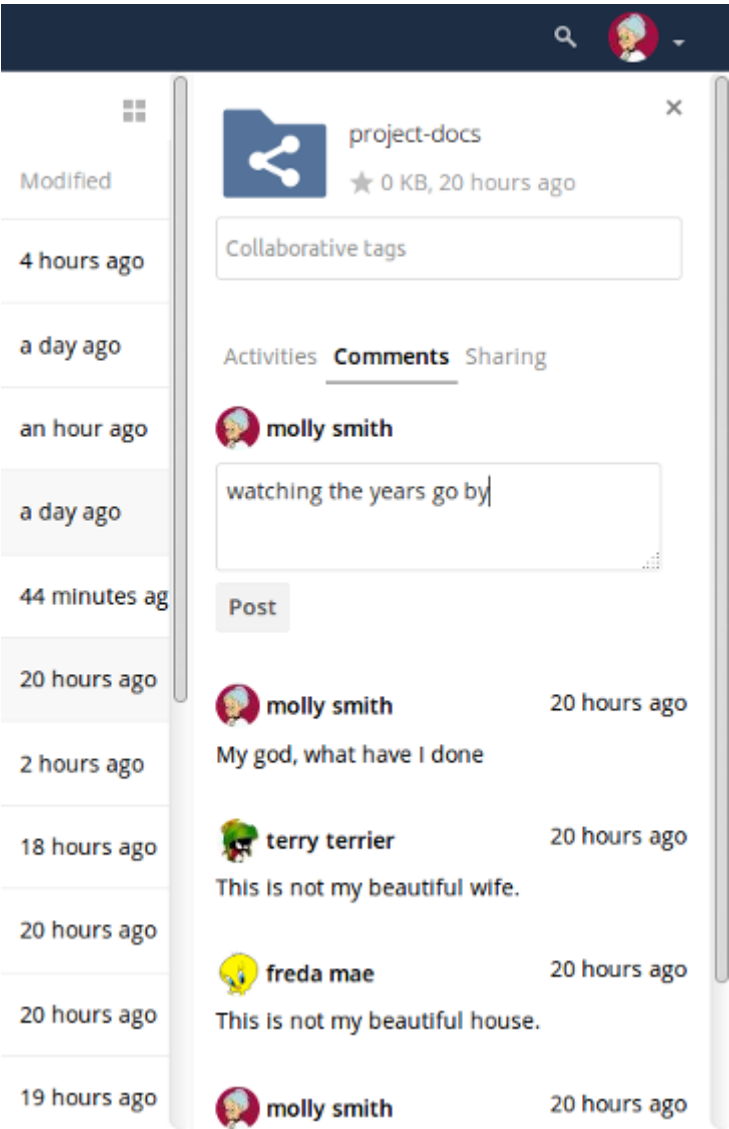 Modified
4 hours ago
a day ago
an hour ago
a day ago
44 minutes ag
20 hours ago
2 hours ago
18 hours ago
20 hours ago
20 hours ago
19 hours ago
project-docs
0 KB, 20 hours ago
Collaborative tags
Activities Comments Sharing
molly smith
watching the years go by
Post
molly smith 20 hours ago
My god, what have I done
terry terrier 20 hours ago
This is not my beautiful wife.
freda mae 20 hours ago
This is not my beautiful house.
molly smith 20 hours ago